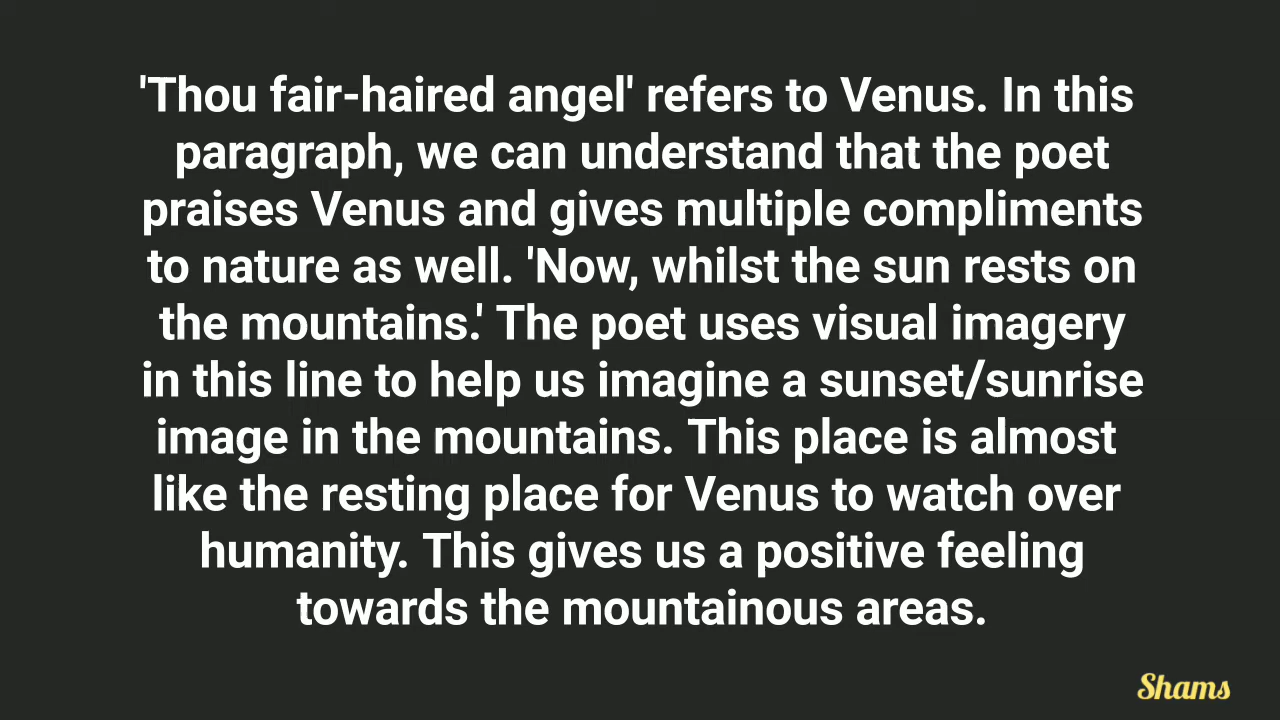 'Thou fair-haired angel' refers to Venus. In this
paragraph, we can understand that the poet
praises Venus and gives multiple compliments
to nature as well. 'Now, whilst the sun rests on
the mountains.' The poet uses visual imagery
in this line to help us imagine a sunset/sunrise
image in the mountains. This place is almost
like the resting place for Venus to watch over
humanity. This gives us a positive feeling
towards the mountainous areas.
Shams